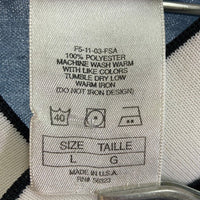 F5-11-03-FSA
100% POLYESTER
MACHINE WASH WARM
WITH LIKE COLORS
TUMBLE DRY LOW
WARM IRON
(DO NOT IRON DESIGN)
40
SIZE TAILLE
L G
MADE IN U.S.A.